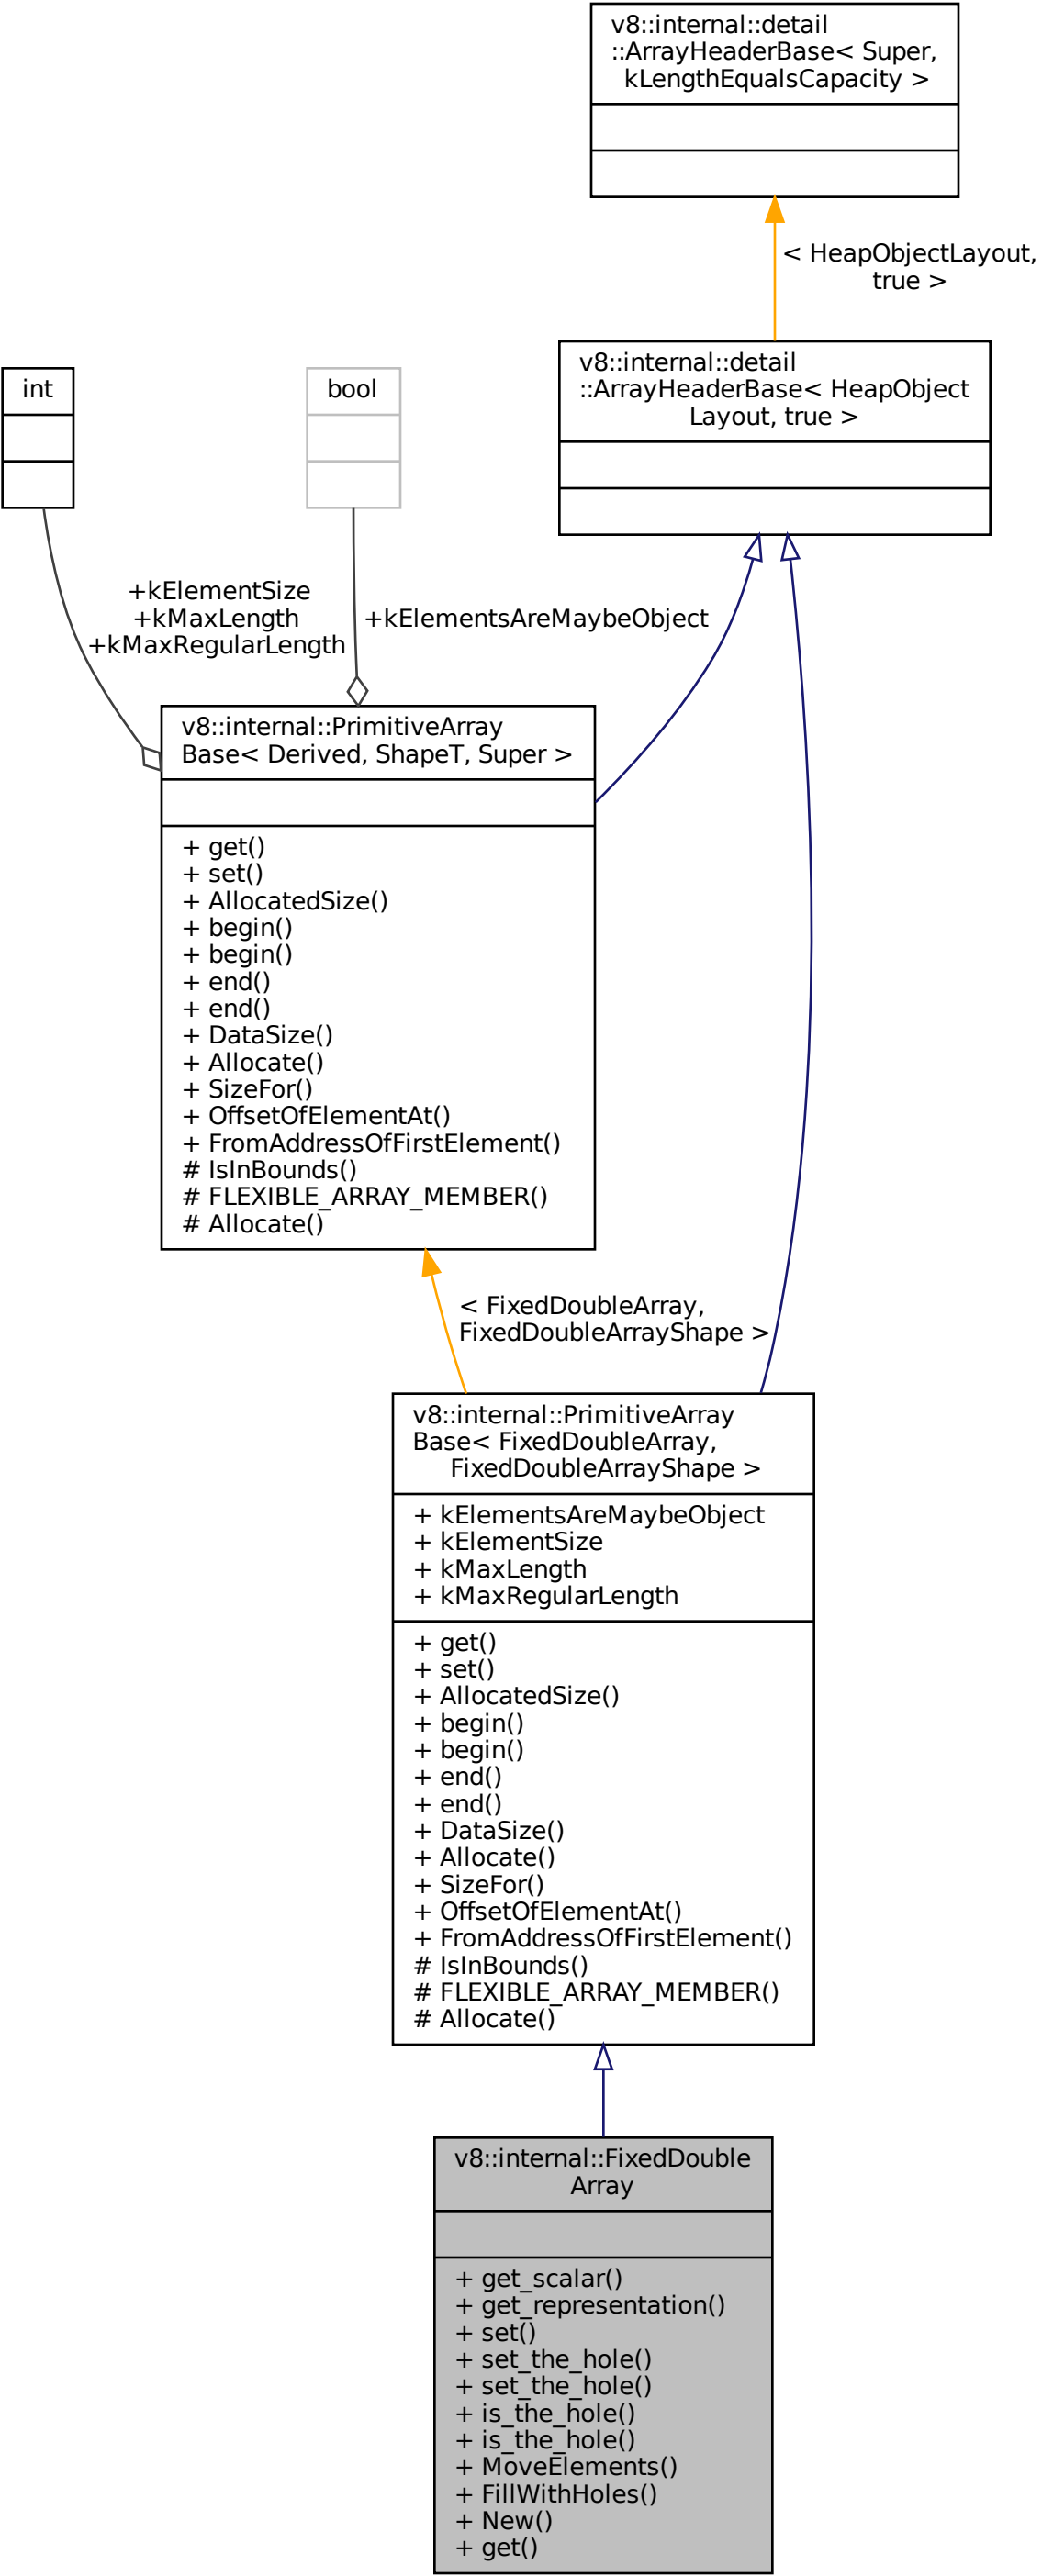 v8::internal::detail
::ArrayHeaderBase< Super,
kLengthEqualsCapacity >
< HeapObjectLayout,
true >
v8::internal::detail
::ArrayHeaderBase< HeapObject
Layout, true >
int
bool
+kElementSize
+kMaxLength
+kMaxRegularLength
+kElementsAreMaybeObject
v8::internal::PrimitiveArray
Base< Derived, ShapeT, Super >
+ get()
+ set()
+ AllocatedSize()
+ begin()
+ begin()
+ end()
+ end()
+ DataSize()
+ Allocate()
+ SizeFor()
+ OffsetOfElementAt()
+ FromAddressOfFirstElement()
# IsInBounds()
# FLEXIBLE_ARRAY_MEMBER()
# Allocate()
< FixedDoubleArray,
FixedDoubleArrayShape >
v8::internal::PrimitiveArray
Base< FixedDoubleArray,
FixedDoubleArrayShape >
+ kElementsAreMaybeObject
+ kElementSize
+ kMaxLength
+ kMaxRegularLength
+ get()
+ set()
+ AllocatedSize()
+ begin()
+ begin()
+ end()
+ end()
+ DataSize()
+ Allocate()
+ SizeFor()
+ OffsetOfElementAt()
+ FromAddressOfFirstElement()
# IsInBounds()
# FLEXIBLE_ARRAY_MEMBER()
# Allocate()
v8::internal::FixedDouble
Array
+ get_scalar()
+ get_representation()
+ set()
+ set_the_hole()
+ set_the_hole()
+ is_the_hole()
+ is_the_hole()
+ MoveElements()
+ FillWithHoles()
+ New()
+ get()